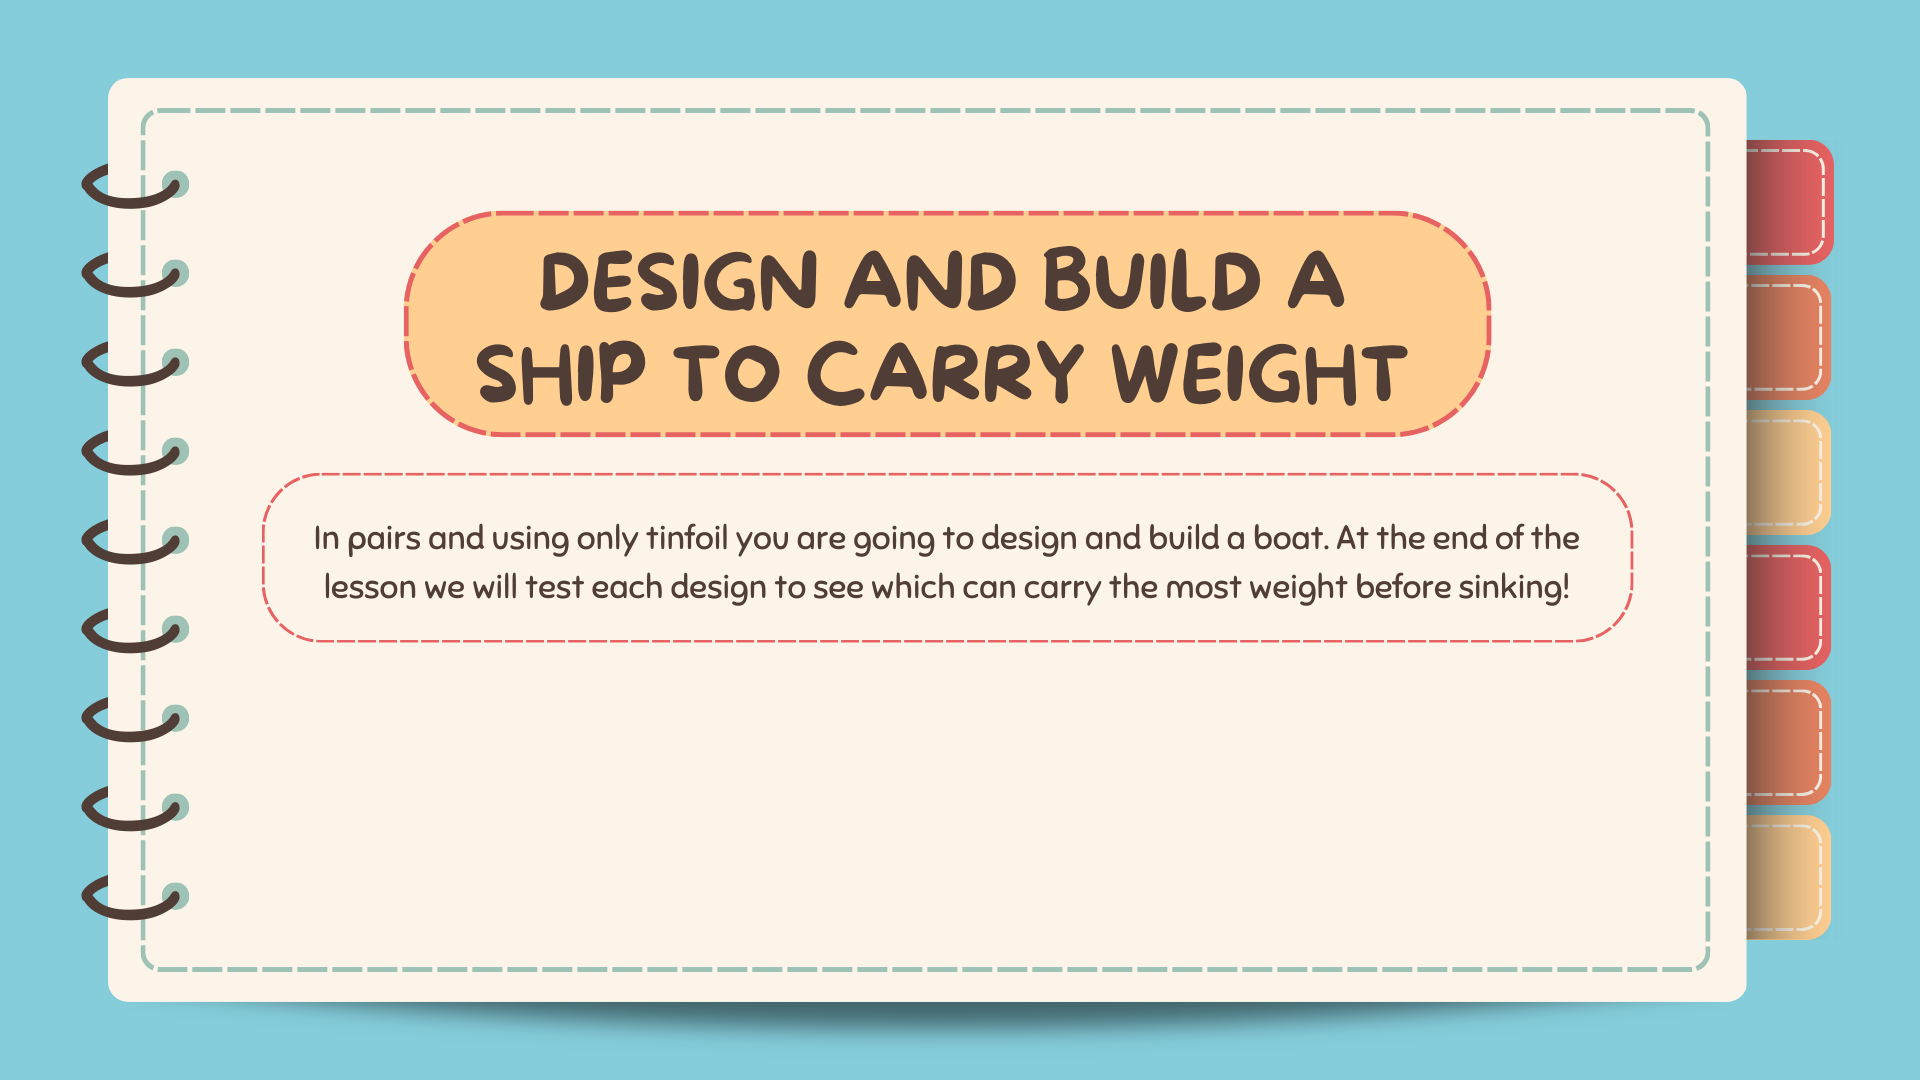 DESIGN AND BUILD A
SHIP TO CARRY WEIGHT
In pairs and using only tinfoil you are going to design and build a boat. At the end of the
lesson we will test each design to see which can carry the most weight before sinking!